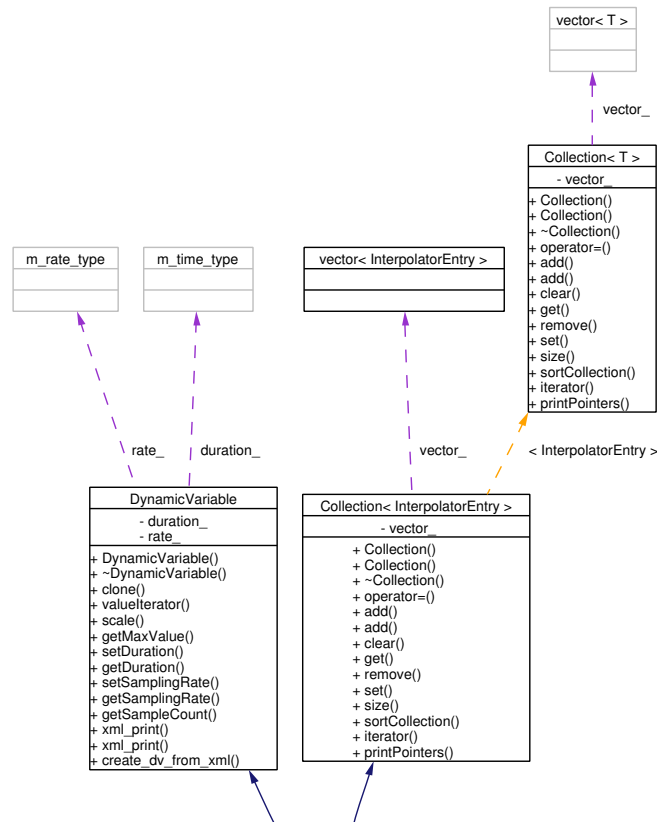 vector< T >
vector_
Collection< T >
- vector_
+ Collection()
+ Collection()
+ ~Collection()
+ operator=()
+ add()
+ add()
+ clear()
+ get()
+ remove()
+ set()
+ size()
+ sortCollection()
+ iterator()
+ printPointers()
m_rate_type
m_time_type
vector< InterpolatorEntry >
rate_
duration_
vector_
< InterpolatorEntry >
DynamicVariable
- duration_
- rate_
+ DynamicVariable()
+ ~DynamicVariable()
+ clone()
+ valueIterator()
+ scale()
+ getMaxValue()
+ setDuration()
+ getDuration()
+ setSamplingRate()
+ getSamplingRate()
+ getSampleCount()
+ xml_print()
+ xml_print()
+ create_dv_from_xml()
Collection< InterpolatorEntry >
- vector_
+ Collection()
+ Collection()
+ ~Collection()
+ operator=()
+ add()
+ add()
+ clear()
+ get()
+ remove()
+ set()
+ size()
+ sortCollection()
+ iterator()
+ printPointers()